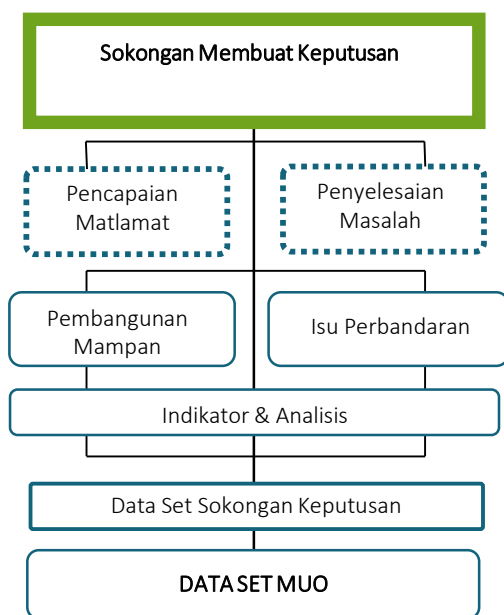 Sokongan Membuat Keputusan
Pencapaian
Matlamat
Penyelesaian
Masalah
Pembangunan
Mampan
Isu Perbandaran
Indikator & Analisis
Data Set Sokongan Keputusan
DATA SET MUO